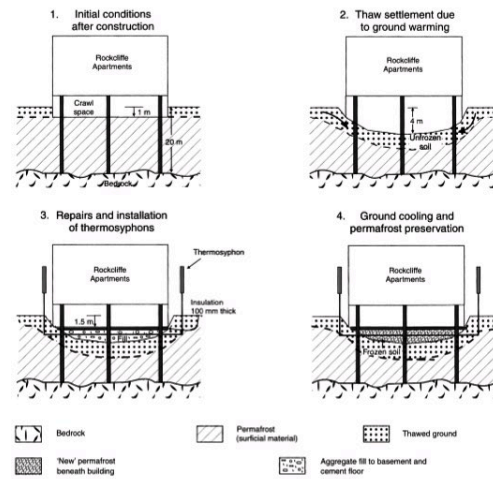 1. Initial conditions
after construction
Rockcliffe
Apartments
Crawl
space
1 m
20 m
Bedrock
2. Thaw settlement due
to ground warming
Rockcliffe
Apartments
4 m
Unfrozen
soil
3. Repairs and installation
of thermosyphons
Thermosyphon
Rockcliffe
Apartments
Insulation
100 mm thick
1.5 m
Fill
4. Ground cooling and
permafrost preservation
Rockcliffe
Apartments
Frozen soil
Bedrock
Permafrost
(surficial material)
Thawed ground
'New' permafrost
beneath building
Aggregate fill to basement and
cement floor